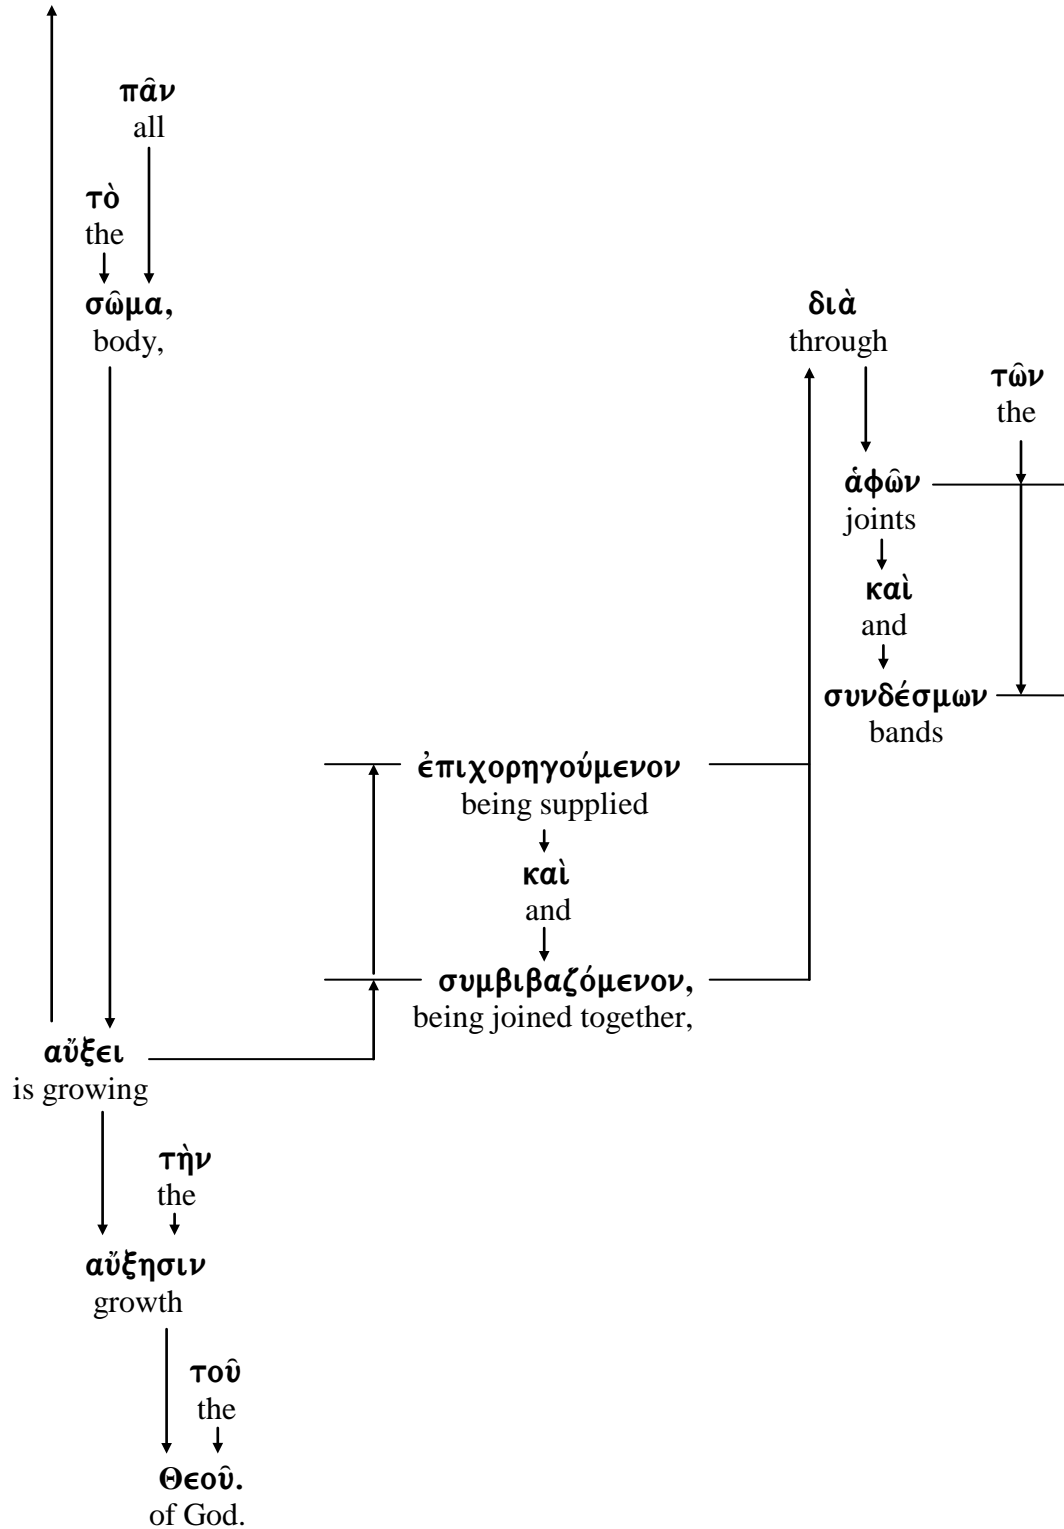 πᾶν
all
τὸ
the
σῶμα,
body,
διὰ
through
τῶν
the
ἁφῶν
joints
καὶ
and
συνδέσμων
bands
ἐπιχορηγούμενον
being supplied
καὶ
and
συμβιβαζόμενον,
being joined together,
αὔξει
is growing
τὴν
the
αὔξησιν
growth
τοῦ
the
Θεοῦ.
of God.